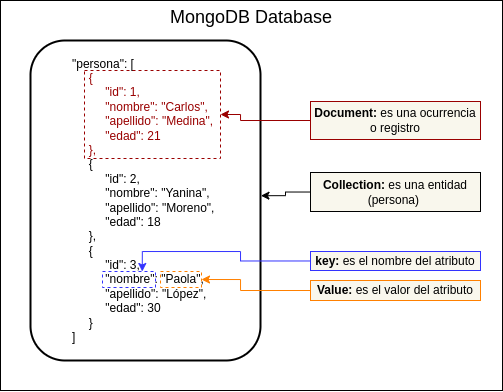 MongoDB Database
"persona": [
{
"id": 1,
"nombre": "Carlos",
"apellido": "Medina",
"edad": 21
},
{
"id": 2,
"nombre": "Yanina",
"apellido": "Moreno",
"edad": 18
},
{
"id": 3,
"nombre": "Paola",
"apellido": "López",
"edad": 30
}
]
Document: es una ocurrencia
o registro
Collection: es una entidad
(persona)
key: es el nombre del atributo
Value: es el valor del atributo